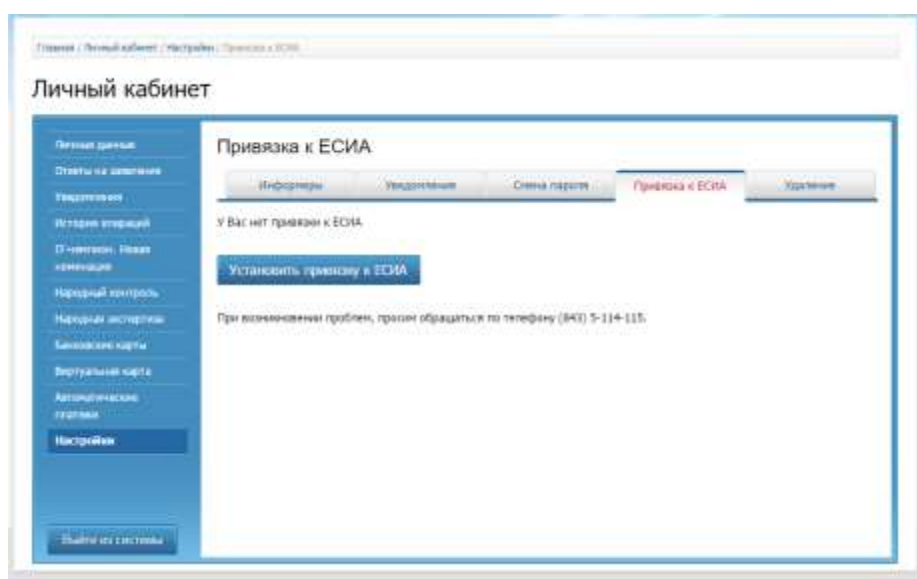 Главная / Личный кабинет / Настройки / Привязка к ЕСИА
Личный кабинет
Личные данные
Ответы на заявления
Уведомления
История операций
IT-чемпион. Новая
номинация
Народный контроль
Народная экспертиза
Банковские карты
Виртуальная карта
Автоматические
платежи
Настройки
Выйти из системы
Привязка к ЕСИА
Информеры Уведомления Смена пароля Привязка к ЕСИА Удаление
У Вас нет привязки к ЕСИА
Установить привязку к ЕСИА
При возникновении проблем, просим обращаться по телефону (843) 5-114-115.